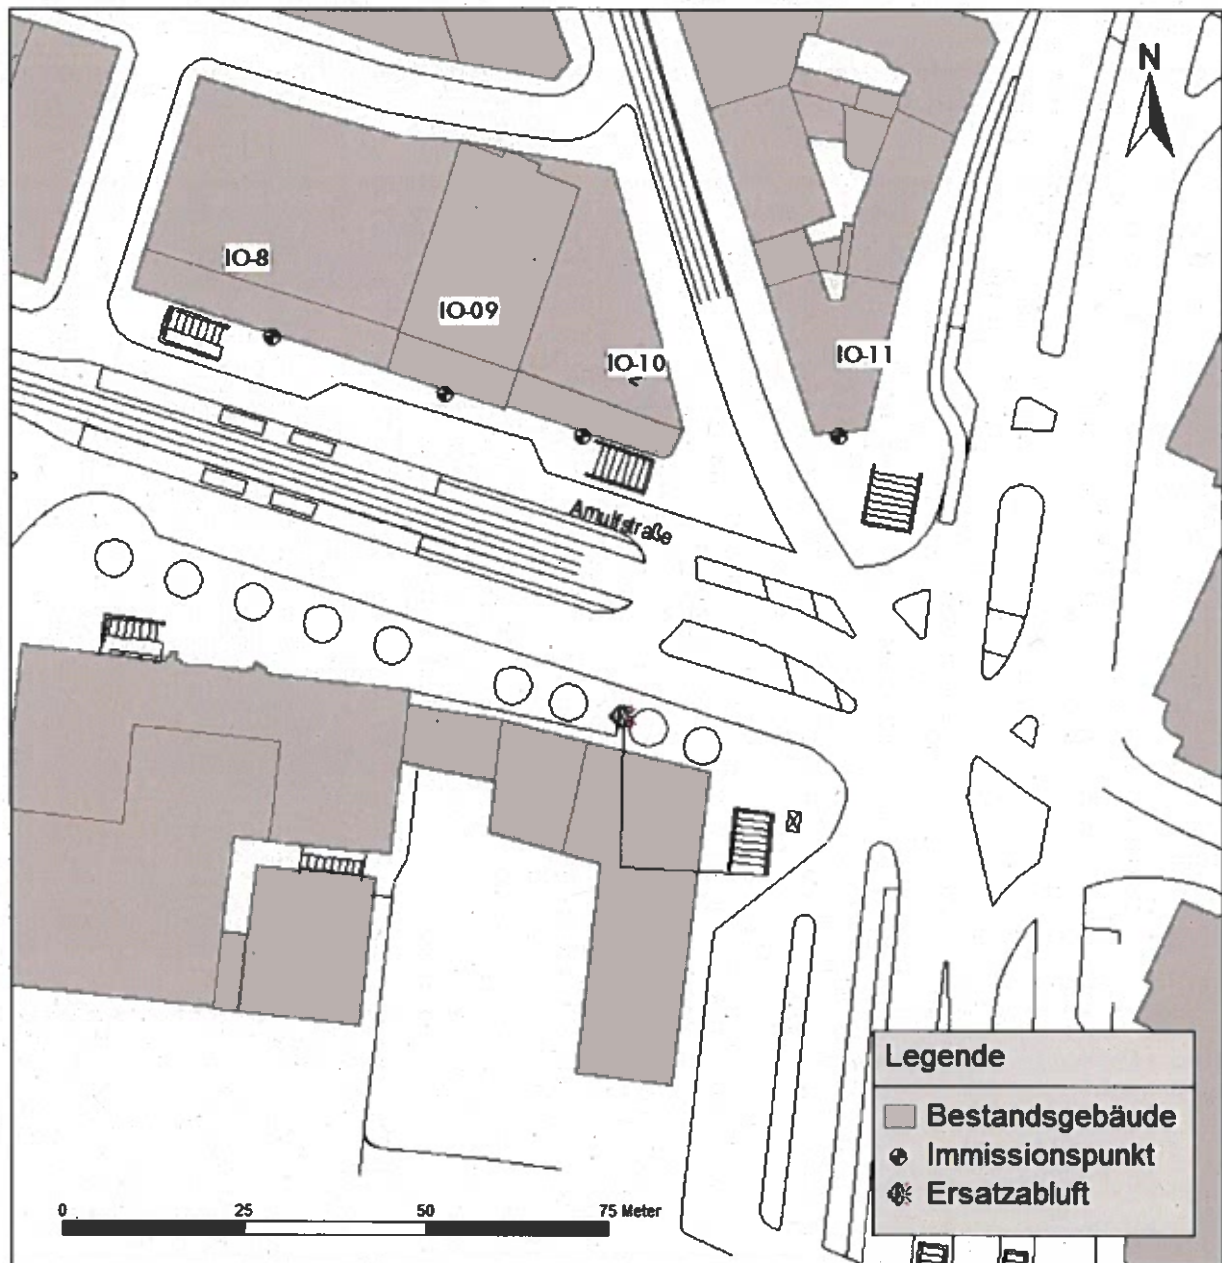 N
IO-8
IO-09
IO-10
IO-11
Arnulfstraße
Legende
Bestandsgebäude
Immissionspunkt
Ersatzabluft
0 25 50 75 Meter